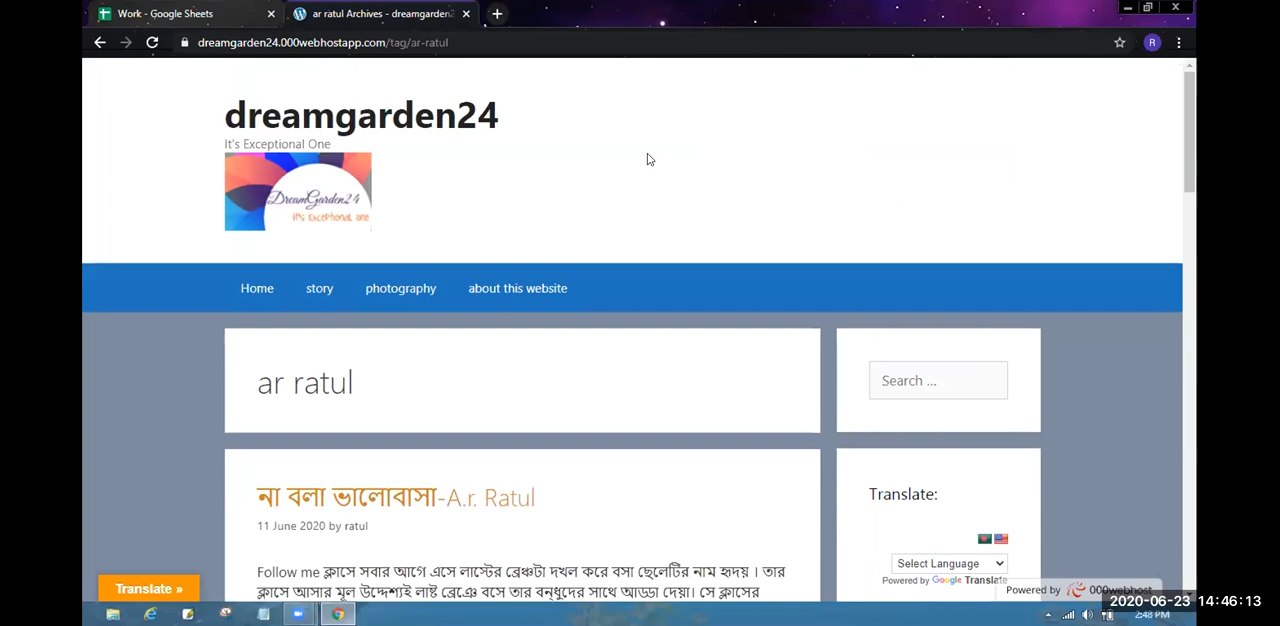 Work - Google Sheets
ar ratul Archives - dreamgarden2
dreamgarden24.000webhostapp.com/tag/ar-ratul
R
dreamgarden24
It's Exceptional One
DreamGarden24
it's exceptional one
Home story photography about this website
ar ratul
Search ...
না বলা ভালোবাসা-A.r. Ratul
11 June 2020 by ratul
Follow me ক্লাসে সবার আগে এসে লাস্টের ব্রেঞ্চটা দখল করে বসা ছেলেটির নাম হৃদয় । তার
ক্লাসে আসার মূল উদ্দেশ্যই লাষ্ট ব্রেঞে বসে তার বন্ধুদের সাথে আড্ডা দেয়া। সে ক্লাসের
Translate:
Select Language
Powered by Google Translate
Translate »
Powered by 000webhost
2020-06-23 14:46:13
2:48 PM